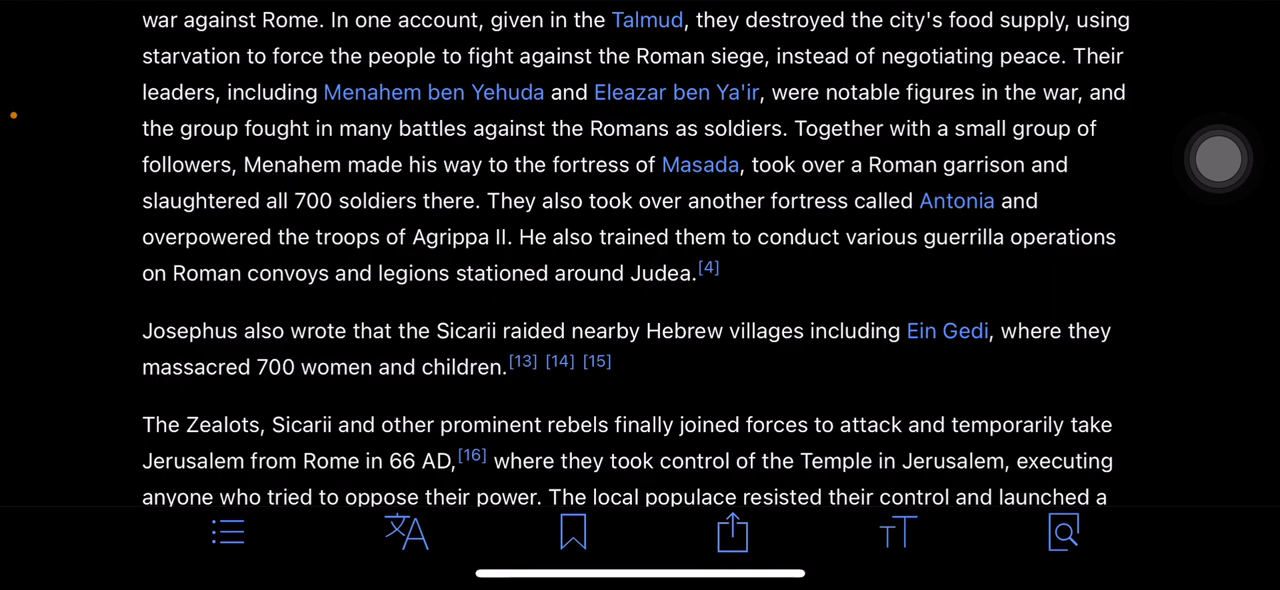 war against Rome. In one account, given in the Talmud, they destroyed the city's food supply, using
starvation to force the people to fight against the Roman siege, instead of negotiating peace. Their
leaders, including Menahem ben Yehuda and Eleazar ben Ya'ir, were notable figures in the war, and
the group fought in many battles against the Romans as soldiers. Together with a small group of
followers, Menahem made his way to the fortress of Masada, took over a Roman garrison and
slaughtered all 700 soldiers there. They also took over another fortress called Antonia and
overpowered the troops of Agrippa II. He also trained them to conduct various guerrilla operations
on Roman convoys and legions stationed around Judea.[4]
Josephus also wrote that the Sicarii raided nearby Hebrew villages including Ein Gedi, where they
massacred 700 women and children.[13] [14] [15]
The Zealots, Sicarii and other prominent rebels finally joined forces to attack and temporarily take
Jerusalem from Rome in 66 AD,[16] where they took control of the Temple in Jerusalem, executing
anyone who tried to oppose their power. The local populace resisted their control and launched a